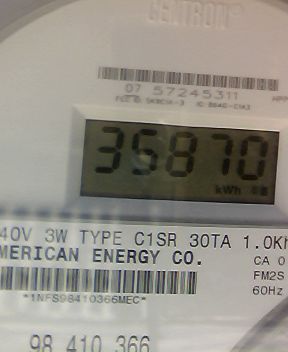 CENTRON®
07 57245311
35870
kWh
40V 3W TYPE C1SR 30TA 1.0Kh
MERICAN ENERGY CO.
CA 0
FM2S
60Hz
*1NFS98410366MEC*
98 410 366